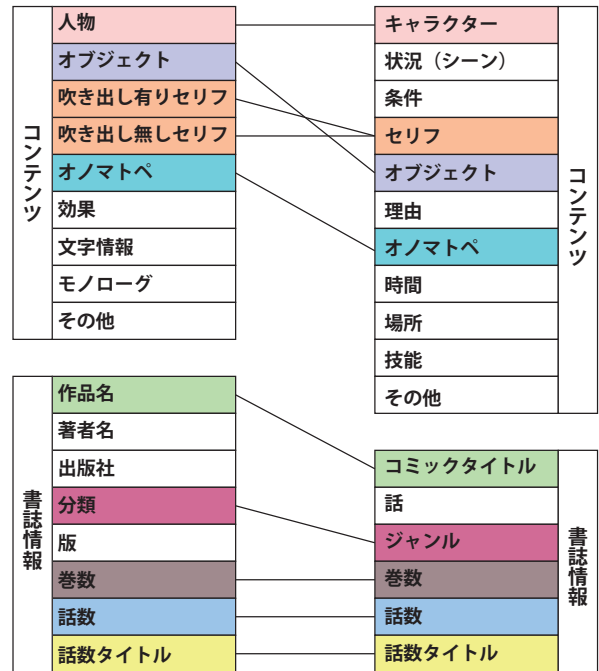 コンテンツ
人物
オブジェクト
吹き出し有りセリフ
吹き出し無しセリフ
オノマトペ
効果
文字情報
モノローグ
その他
キャラクター
状況（シーン）
条件
セリフ
オブジェクト
理由
オノマトペ
時間
場所
技能
その他
コンテンツ
書誌情報
作品名
著者名
出版社
分類
版
巻数
話数
話数タイトル
コミックタイトル
話
ジャンル
巻数
話数
話数タイトル
書誌情報